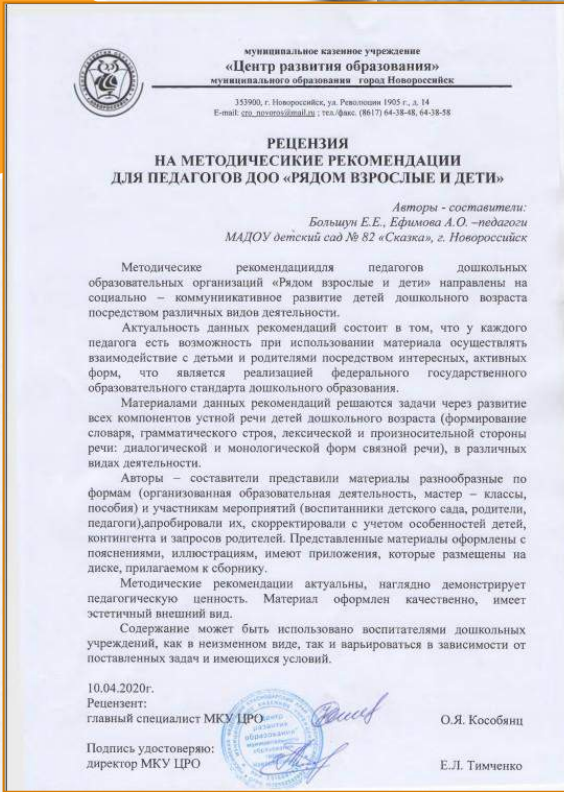 муниципальное казенное учреждение
«Центр развития образования»
муниципального образования город Новороссийск
353900, г. Новороссийск, ул. Революции 1905 г., д. 14
E-mail: cro_novoros@mail.ru ; тел./факс. (8617) 64-38-48, 64-38-58
РЕЦЕНЗИЯ
НА МЕТОДИЧЕСИКИЕ РЕКОМЕНДАЦИИ
ДЛЯ ПЕДАГОГОВ ДОО «РЯДОМ ВЗРОСЛЫЕ И ДЕТИ»
Авторы - составители:
Большун Е.Е., Ефимова А.О. –педагоги
МАДОУ детский сад № 82 «Сказка», г. Новороссийск
Методичесике рекомендациидля педагогов дошкольных
образовательных организаций «Рядом взрослые и дети» направлены на
социально – коммуниикативное развитие детей дошкольного возраста
посредством различных видов деятельности.
Актуальность данных рекомендаций состоит в том, что у каждого
педагога есть возможность при использовании материала осуществлять
взаимодействие с детьми и родителями посредством интересных, активных
форм, что является реализацией федерального государственного
образовательного стандарта дошкольного образования.
Материалами данных рекомендаций решаются задачи через развитие
всех компонентов устной речи детей дошкольного возраста (формирование
словаря, грамматического строя, лексической и произносительной стороны
речи: диалогической и монологической форм связной речи), в различных
видах деятельности.
Авторы – составители представили материалы разнообразные по
формам (организованная образовательная деятельность, мастер – классы,
пособия) и участникам мероприятий (воспитанники детского сада, родители,
педагоги),апробировали их, скорректировали с учетом особенностей детей,
контингента и запросов родителей. Представленные материалы оформлены с
пояснениями, иллюстрациям, имеют приложения, которые размещены на
диске, прилагаемом к сборнику.
Методические рекомендации актуальны, наглядно демонстрирует
педагогическую ценность. Материал оформлен качественно, имеет
эстетичный внешний вид.
Содержание может быть использовано воспитателями дошкольных
учреждений, как в неизменном виде, так и варьироваться в зависимости от
поставленных задач и имеющихся условий.
10.04.2020г.
Рецензент:
главный специалист МКУ ЦРО
О.Я. Кособянц
Подпись удостоверяю:
директор МКУ ЦРО
Е.Л. Тимченко
центр
развития
образования